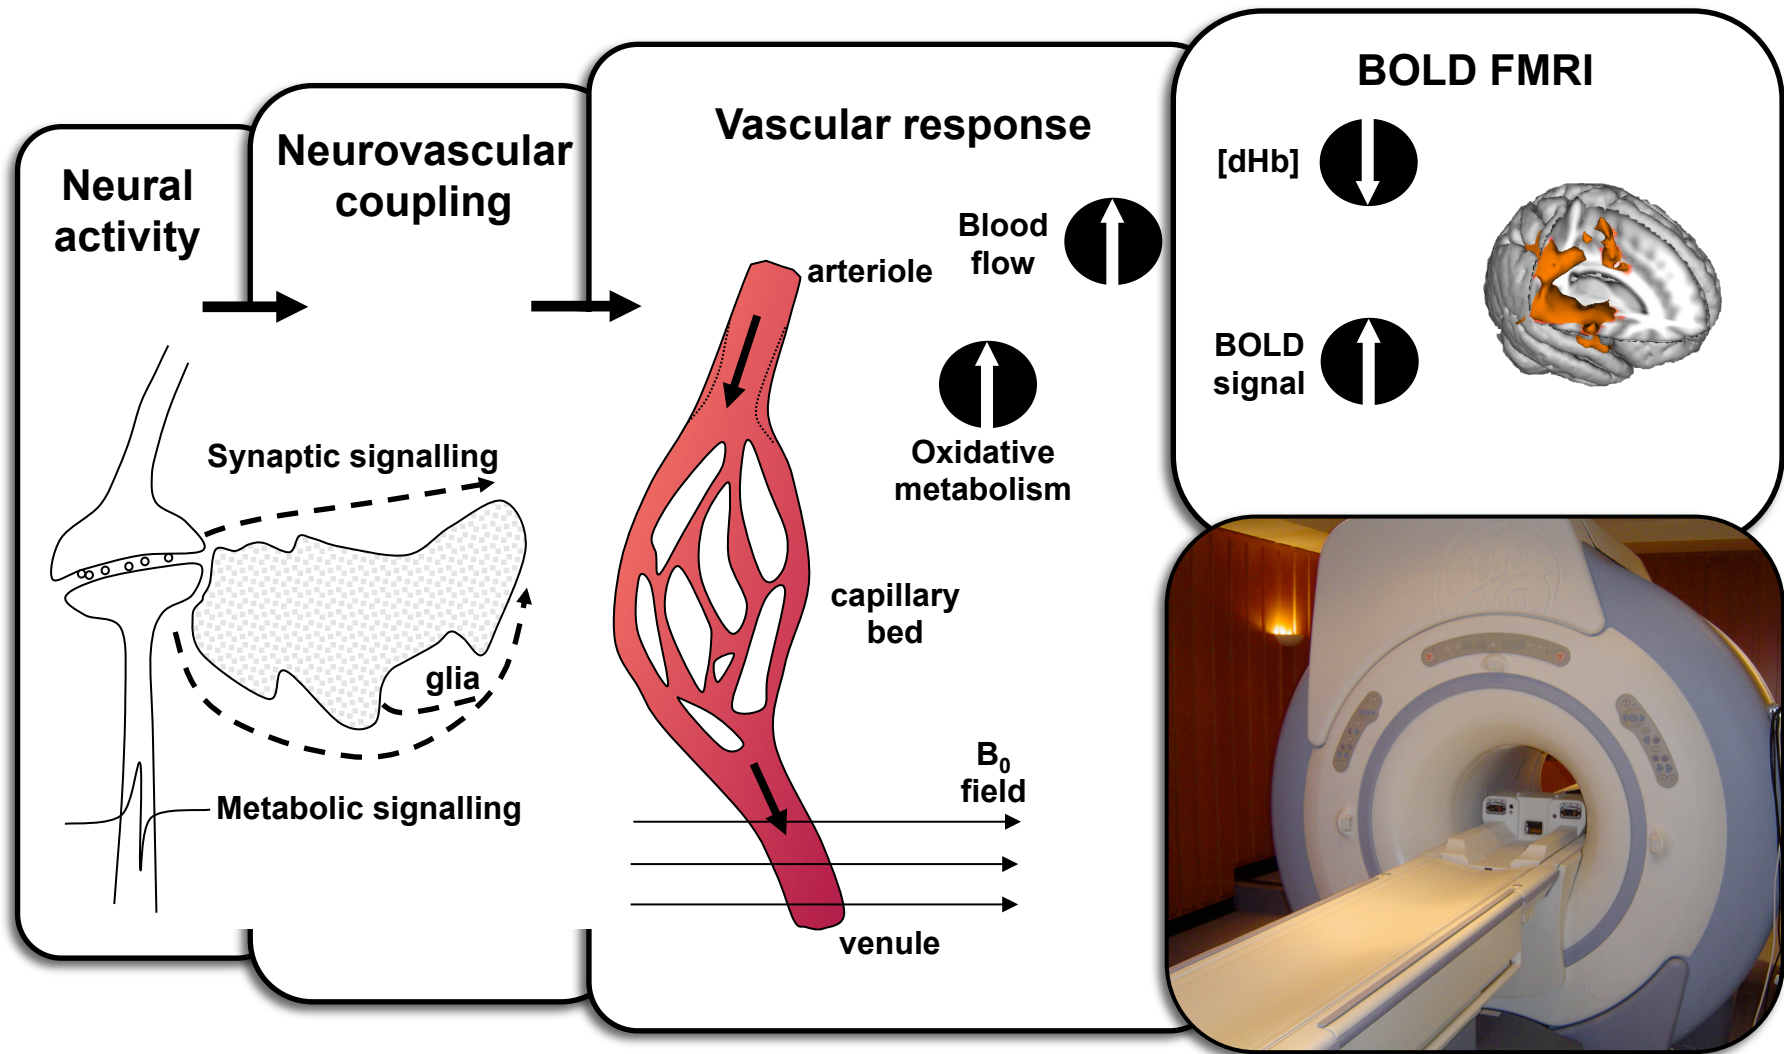 Neural
activity
Neurovascular
coupling
Synaptic signalling
glia
Metabolic signalling
Vascular response
Blood
flow
arteriole
Oxidative
metabolism
capillary
bed
B₀
field
venule
BOLD FMRI
[dHb]
BOLD
signal